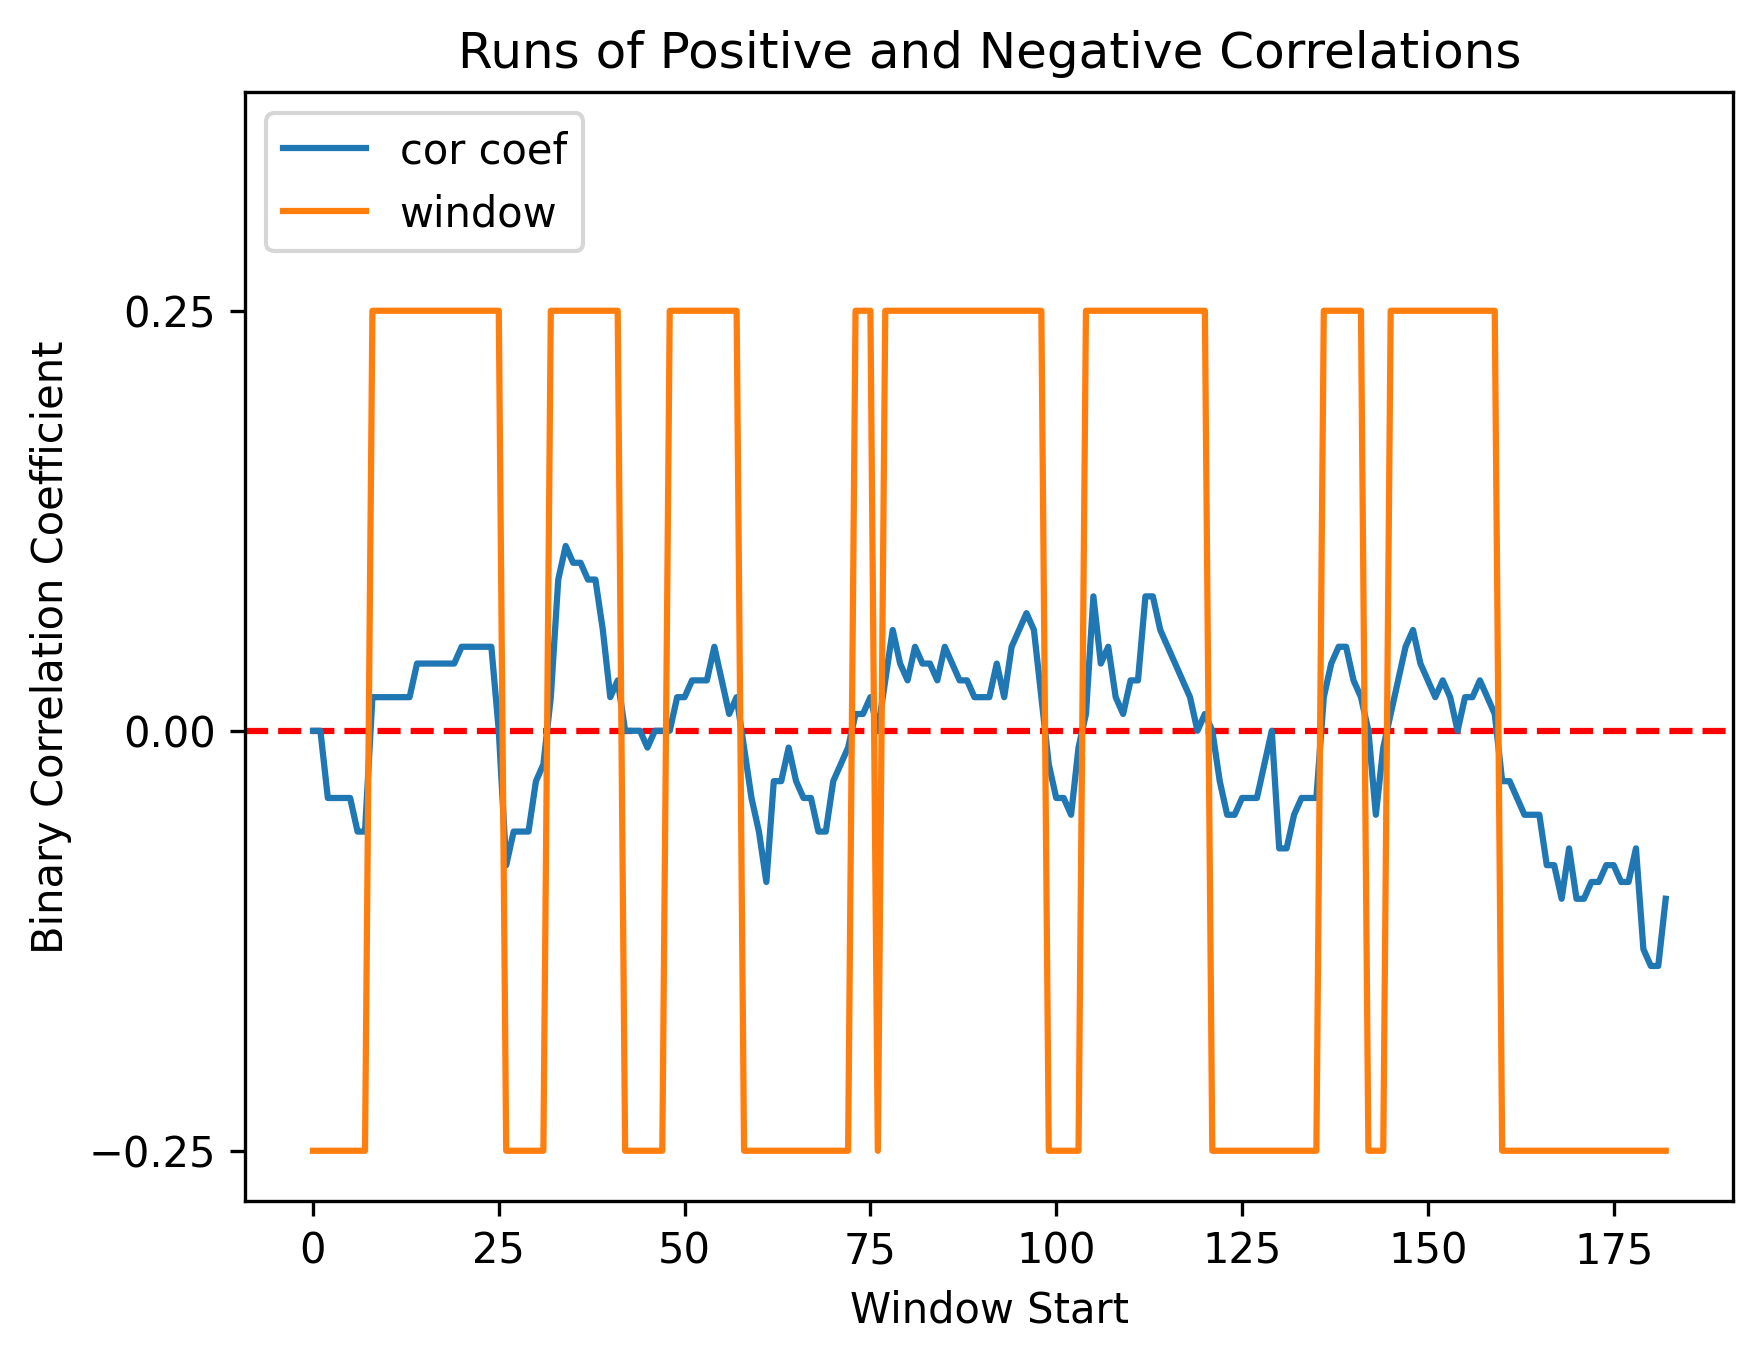 Runs of Positive and Negative Correlations
cor coef
window
Binary Correlation Coefficient
0.25
0.00
−0.25
0 25 50 75 100 125 150 175
Window Start